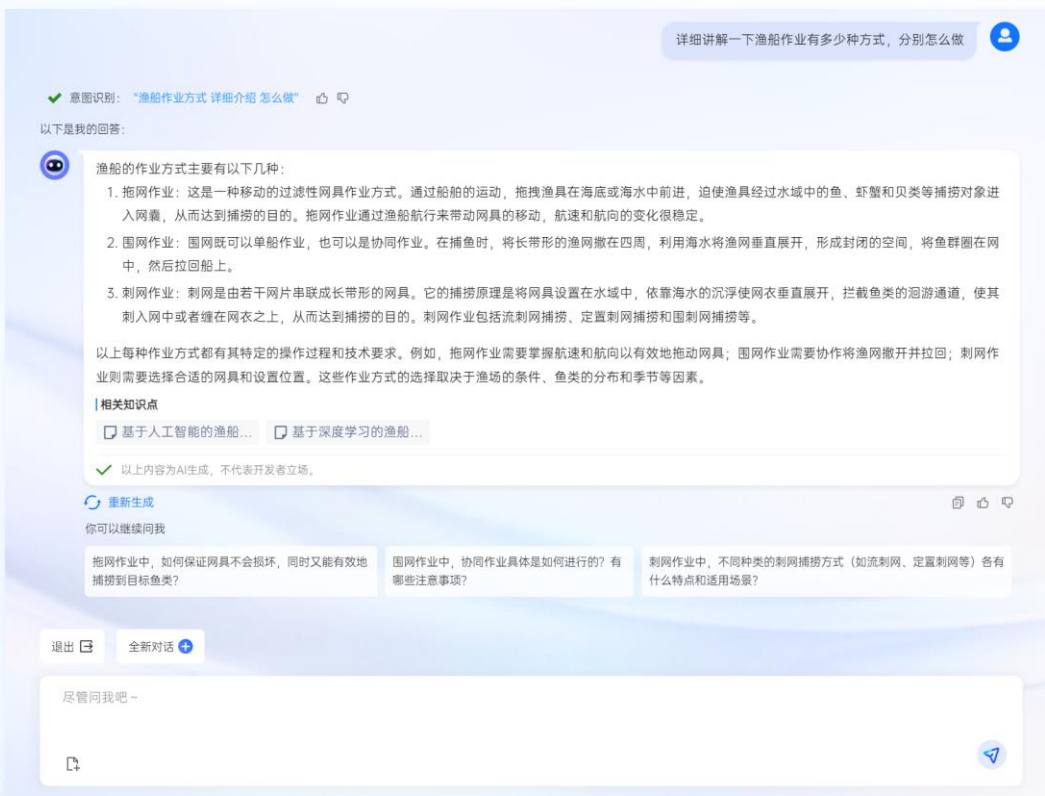 详细讲解一下渔船作业有多少种方式，分别怎么做
意图识别： “渔船作业方式 详细介绍 怎么做”
以下是我的回答：
渔船的作业方式主要有以下几种：
1. 拖网作业：这是一种移动的过滤性网具作业方式。通过船舶的运动，拖拽渔具在海底或海水中前进，迫使渔具经过水域中的鱼、虾蟹和贝类等捕捞对象进
入网囊，从而达到捕捞的目的。拖网作业通过渔船航行来带动网具的移动，航速和航向的变化很稳定。
2. 围网作业：围网既可以单船作业，也可以是协同作业。在捕鱼时，将长带形的渔网撒在四周，利用海水将渔网垂直展开，形成封闭的空间，将鱼群圈在网
中，然后拉回船上。
3. 刺网作业：刺网是由若干网片串联成长带形的网具。它的捕捞原理是将网具设置在水域中，依靠海水的沉浮使网衣垂直展开，拦截鱼类的洄游通道，使其
刺入网中或者缠在网衣之上，从而达到捕捞的目的。刺网作业包括流刺网捕捞、定置刺网捕捞和围刺网捕捞等。
以上每种作业方式都有其特定的操作过程和技术要求。例如，拖网作业需要掌握航速和航向以有效地拖动网具；围网作业需要协作将渔网撒开并拉回；刺网作
业则需要选择合适的网具和设置位置。这些作业方式的选择取决于渔场的条件、鱼类的分布和季节等因素。
相关知识点
基于人工智能的渔船... 基于深度学习的渔船...
以上内容为AI生成，不代表开发者立场。
重新生成
你可以继续问我
拖网作业中，如何保证网具不会损坏，同时又能有效地
捕捞到目标鱼类？
围网作业中，协同作业具体是如何进行的？有
哪些注意事项？
刺网作业中，不同种类的刺网捕捞方式（如流刺网、定置刺网等）各有
什么特点和适用场景？
退出 全新对话
尽管问我吧 ~